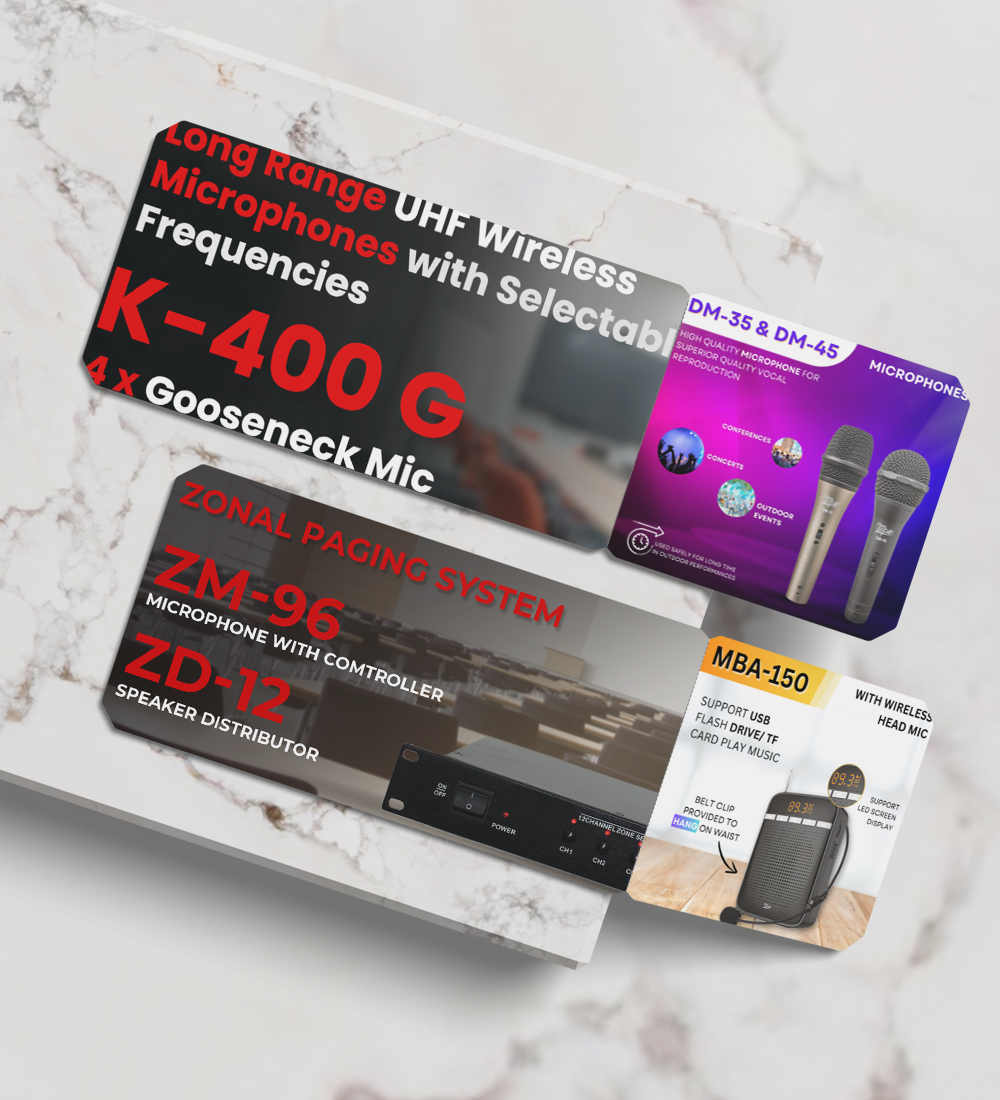 Long Range UHF Wireless
Microphones with Selectabl
Frequencies
K-400 G
4 x Gooseneck Mic
DM-35 & DM-45
MICROPHONES
HIGH QUALITY MICROPHONE FOR
SUPERIOR QUALITY VOCAL
REPRODUCTION
CONFERENCES
CONCERTS
OUTDOOR
EVENTS
USED SAFELY FOR LONG TIME
IN OUTDOOR PERFORMANCES
ZONAL PAGING SYSTEM
ZM-96
MICROPHONE WITH COMTROLLER
ZD-12
SPEAKER DISTRIBUTOR
ON
OFF
POWER
12CHANNEL ZONE SE
CH1
CH2
MBA-150
WITH WIRELESS
HEAD MIC
SUPPORT USB
FLASH DRIVE/ TF
CARD PLAY MUSIC
89.3
89.3
SUPPORT
LED SCREEN
DISPLAY
BELT CLIP
PROVIDED TO
HANG ON WAIST